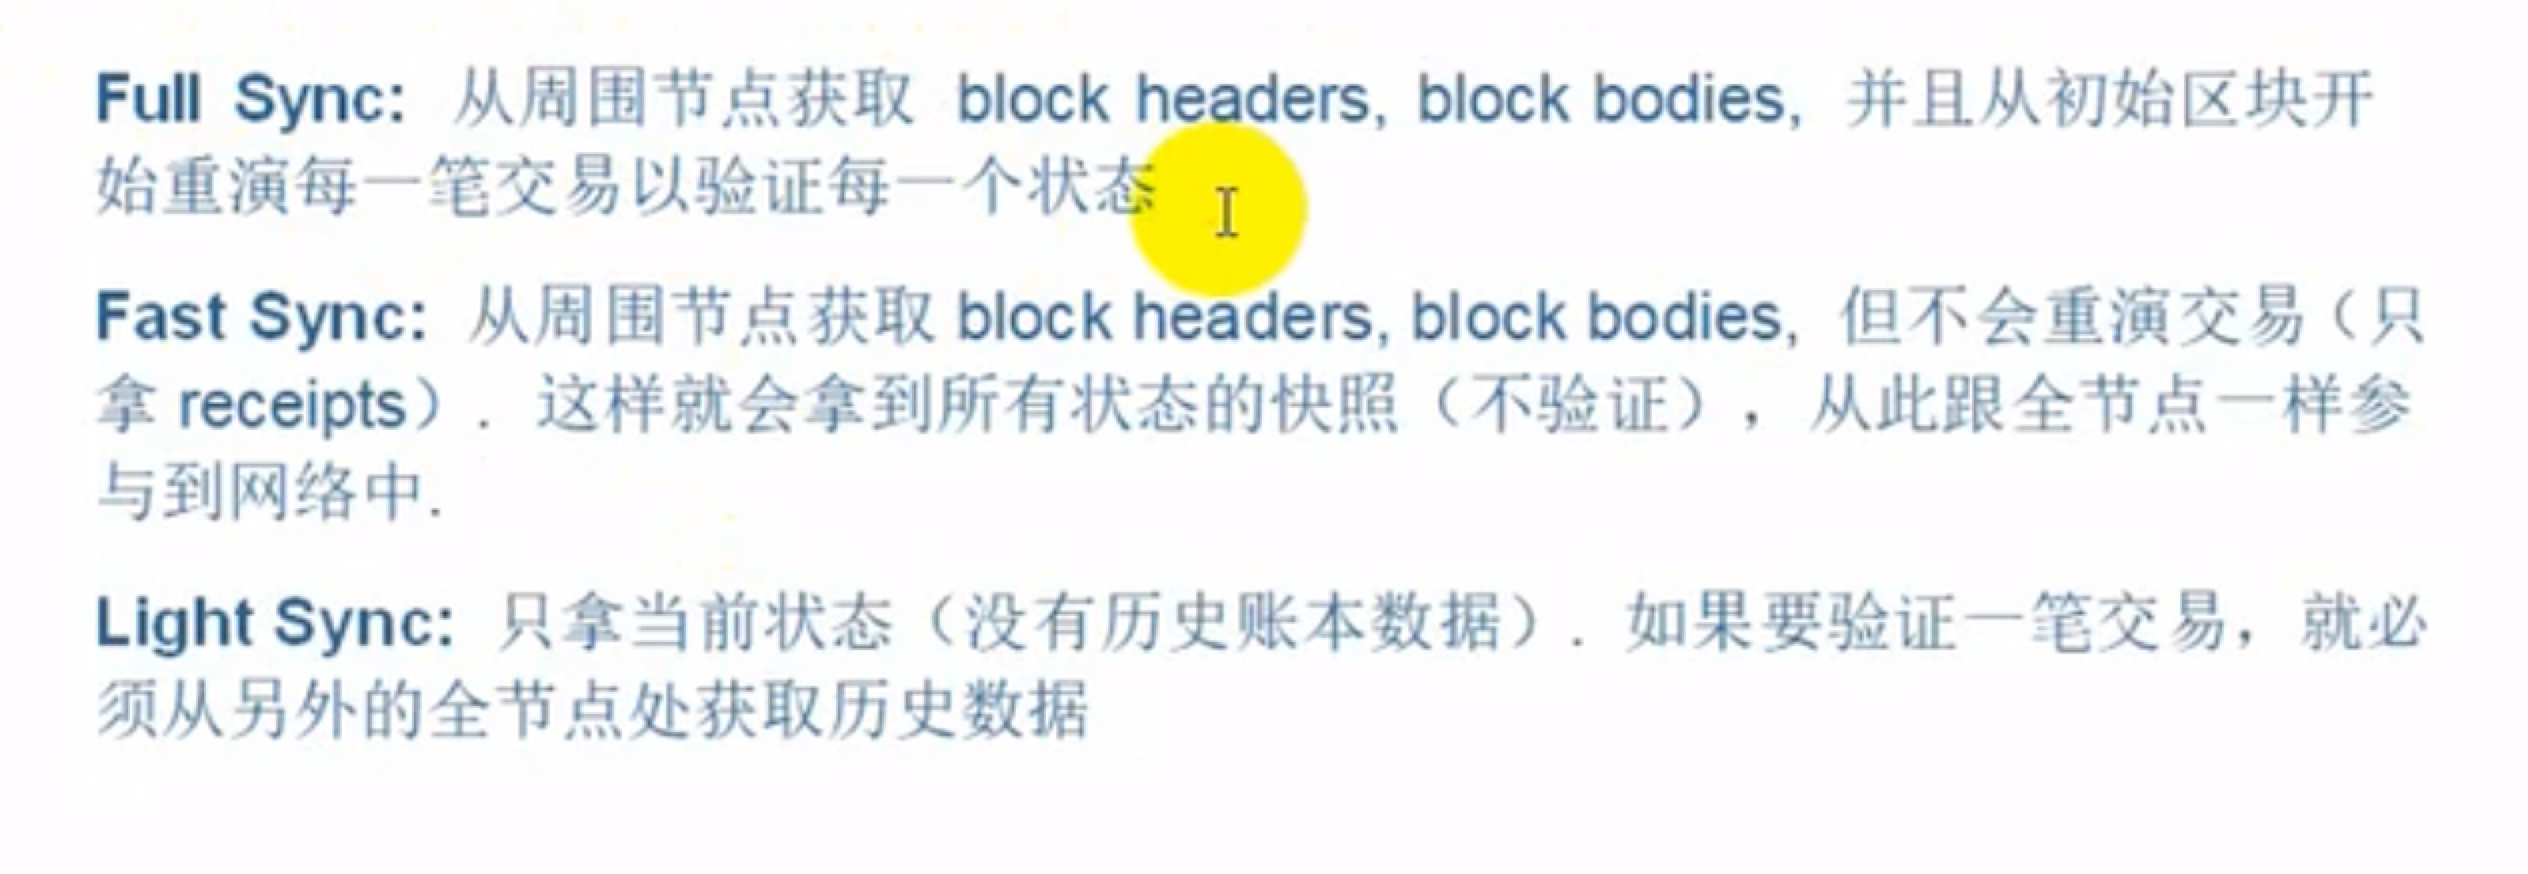 Full Sync: 从周围节点获取 block headers, block bodies, 并且从初始区块开
始重演每一笔交易以验证每一个状态
Fast Sync: 从周围节点获取 block headers, block bodies, 但不会重演交易（只
拿 receipts）. 这样就会拿到所有状态的快照（不验证），从此跟全节点一样参
与到网络中.
Light Sync: 只拿当前状态（没有历史账本数据）. 如果要验证一笔交易，就必
须从另外的全节点处获取历史数据